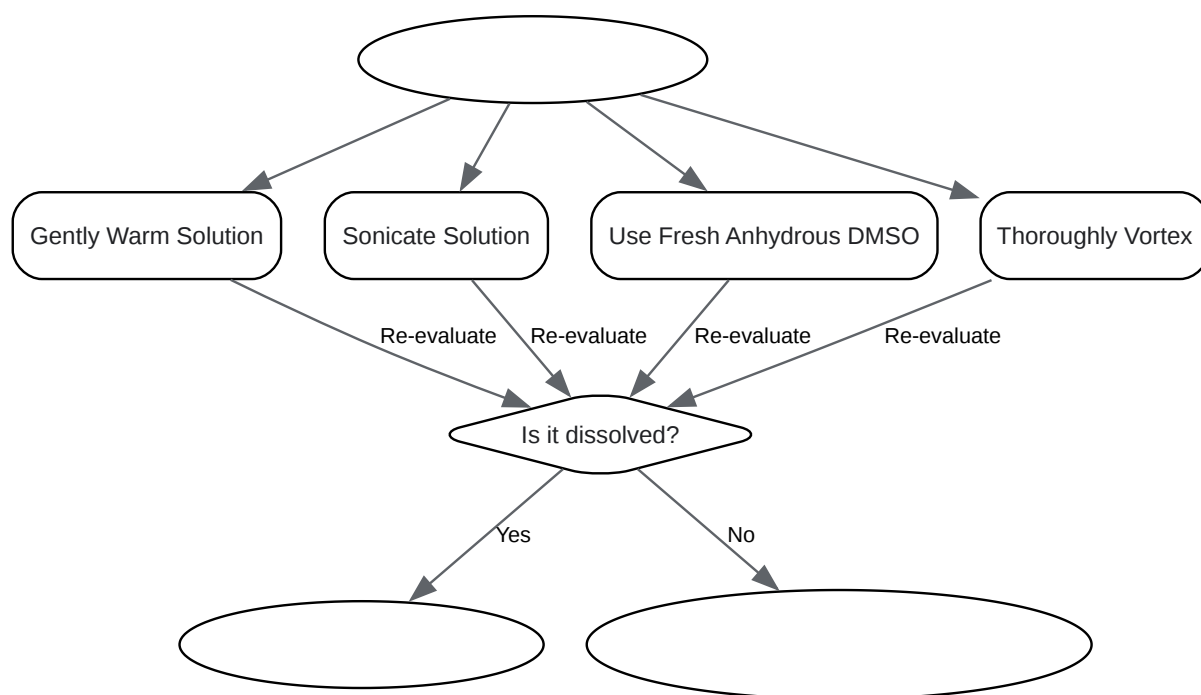 Gently Warm Solution
Sonicate Solution
Use Fresh Anhydrous DMSO
Thoroughly Vortex
Re-evaluate
Re-evaluate
Re-evaluate
Re-evaluate
Is it dissolved?
Yes
No